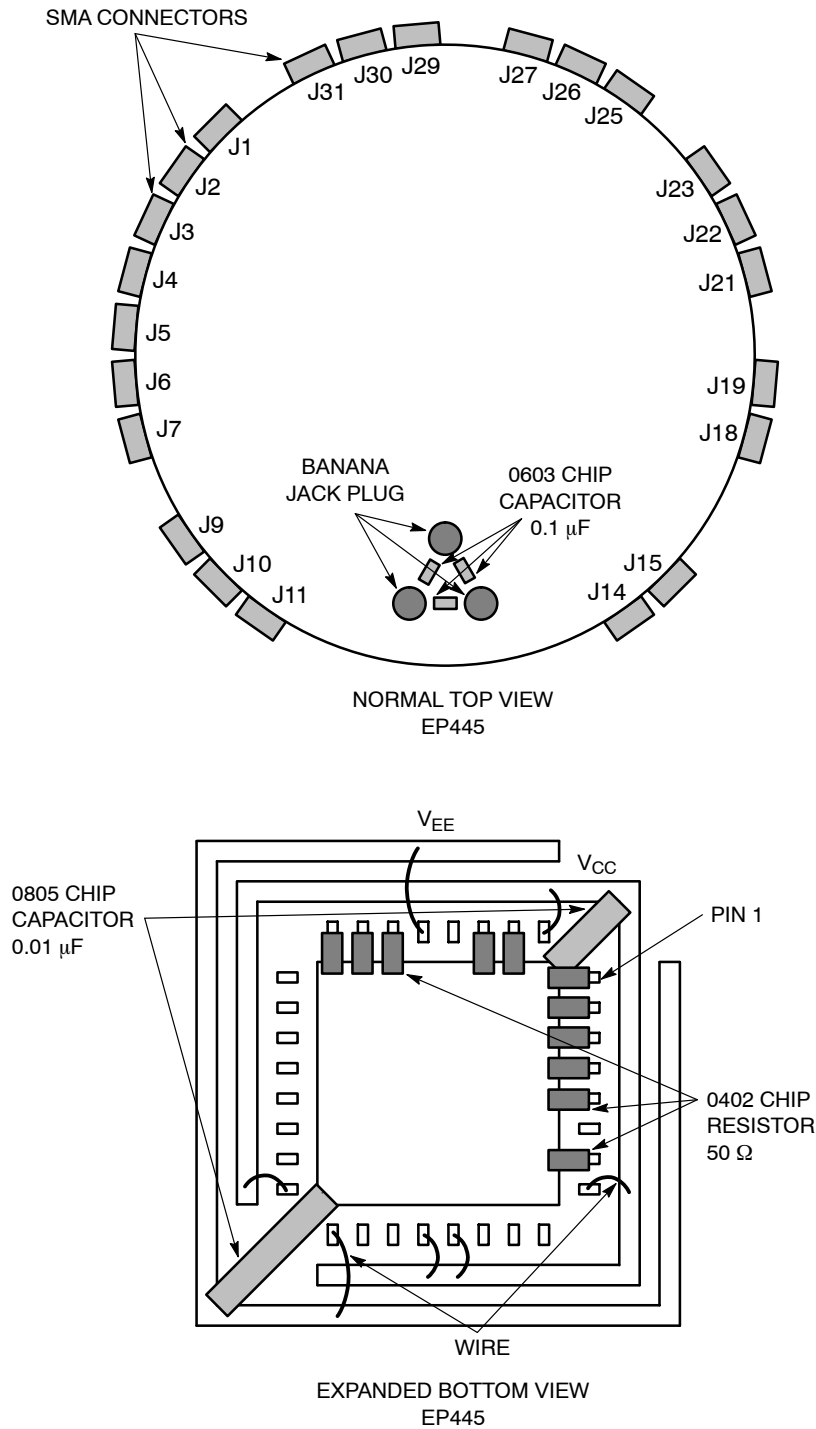 SMA CONNECTORS
J31
J30
J29
J27
J26
J25
J1
J2
J3
J4
J5
J6
J7
J23
J22
J21
J19
J18
J9
J10
J11
J15
J14
BANANA
JACK PLUG
0603 CHIP
CAPACITOR
0.1 μF
NORMAL TOP VIEW
EP445
VEE
VCC
0805 CHIP
CAPACITOR
0.01 μF
PIN 1
0402 CHIP
RESISTOR
50 Ω
WIRE
EXPANDED BOTTOM VIEW
EP445